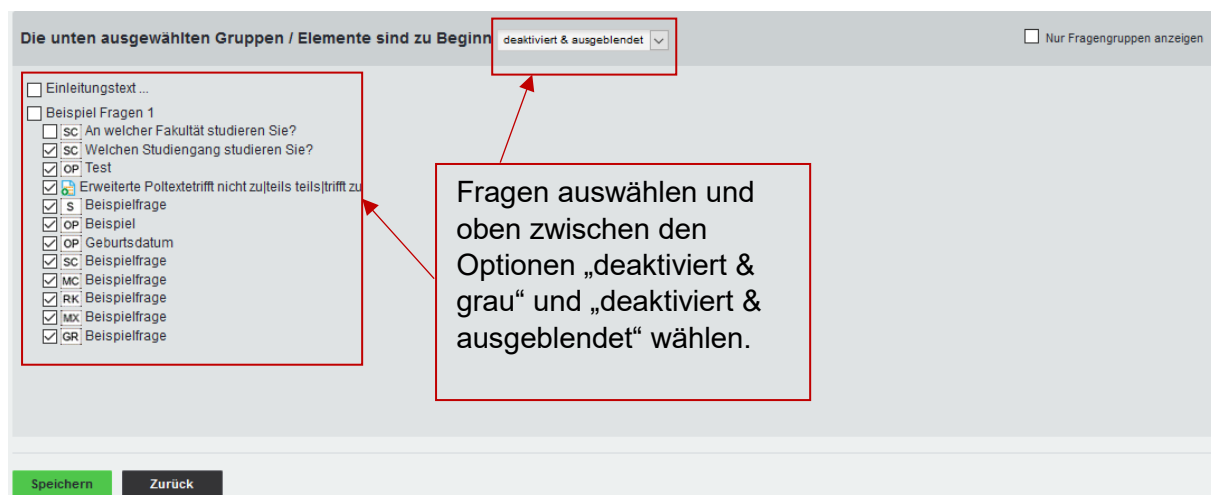 Die unten ausgewählten Gruppen / Elemente sind zu Beginn deaktiviert & ausgeblendet
Nur Fragengruppen anzeigen
Einleitungstext ...
Beispiel Fragen 1
SC An welcher Fakultät studieren Sie?
SC Welchen Studiengang studieren Sie?
OP Test
Erweiterte Poltextetrifft nicht zu|teils teils|trifft zu
S Beispielfrage
OP Beispiel
OP Geburtsdatum
SC Beispielfrage
MC Beispielfrage
RK Beispielfrage
MX Beispielfrage
GR Beispielfrage
Fragen auswählen und
oben zwischen den
Optionen „deaktiviert &
grau“ und „deaktiviert &
ausgeblendet“ wählen.
Speichern Zurück